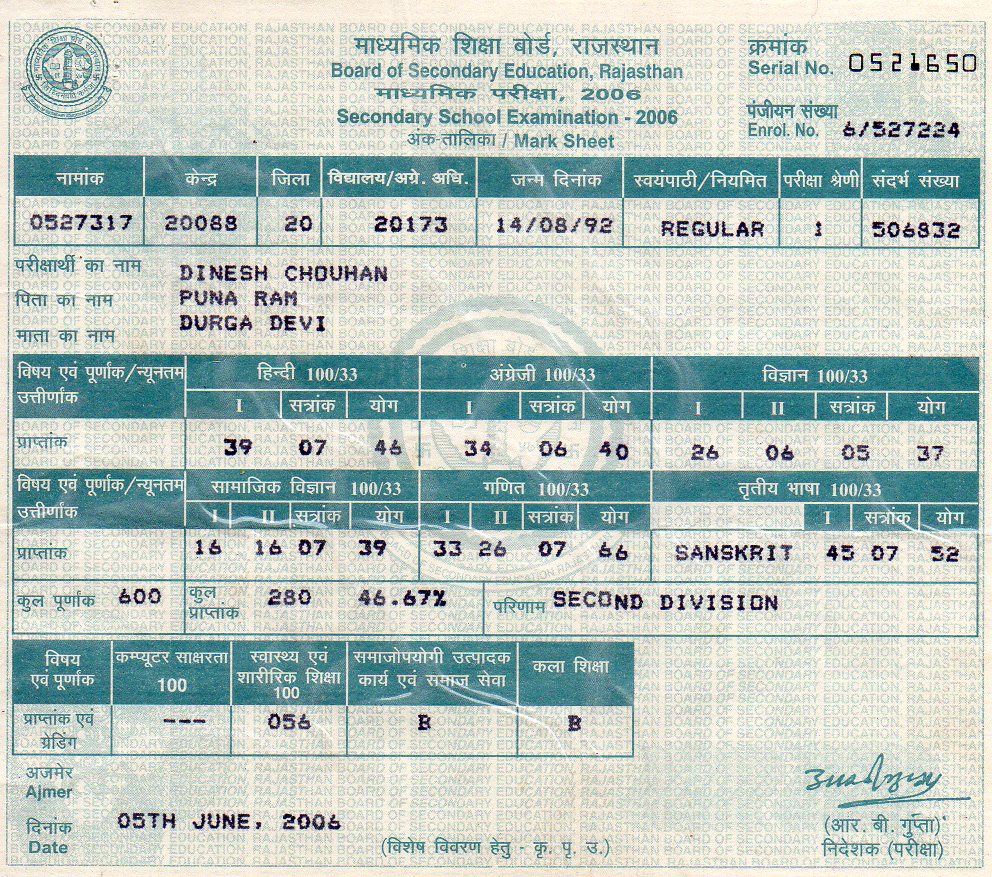 माध्यमिक शिक्षा बोर्ड, राजस्थान
Board of Secondary Education, Rajasthan
माध्यमिक परीक्षा, 2006
Secondary School Examination - 2006
अंक-तालिका / Mark Sheet
क्रमांक
Serial No.
पंजीयन संख्या
Enrol. No. 6/527224
नामांक केन्द्र जिला विद्यालय/अग्रे. अधि. जन्म दिनांक स्वयंपाठी/नियमित परीक्षा श्रेणी संदर्भ संख्या
0527317 20088 20 20173 14/08/92 REGULAR 1 506832
परीक्षार्थी का नाम DINESH CHOUHAN
पिता का नाम PUNA RAM
माता का नाम DURGA DEVI
विषय एवं पूर्णांक/न्यूनतम हिन्दी 100/33 अंग्रेजी 100/33 विज्ञान 100/33
उत्तीर्णांक I सत्रांक योग I सत्रांक योग I II सत्रांक योग
प्राप्तांक 39 07 46 34 06 40 26 06 05 37
विषय एवं पूर्णांक/न्यूनतम सामाजिक विज्ञान 100/33 गणित 100/33 तृतीय भाषा 100/33
उत्तीर्णांक I II सत्रांक योग I II सत्रांक योग I सत्रांक योग
प्राप्तांक 16 16 07 39 33 26 07 66 SANSKRIT 45 07 52
कुल पूर्णांक 600 कुल प्राप्तांक 280 46.67% परिणाम SECOND DIVISION
विषय एवं पूर्णांक कम्प्यूटर साक्षरता 100 स्वास्थ्य एवं शारीरिक शिक्षा 100 समाजोपयोगी उत्पादक कार्य एवं समाज सेवा कला शिक्षा
प्राप्तांक एवं ग्रेडिंग --- 056 B B
अजमेर
Ajmer
दिनांक
Date 05TH JUNE, 2006
(विशेष विवरण हेतु - कृ. पृ. उ.)
(आर. बी. गुप्ता)
निदेशक (परीक्षा)